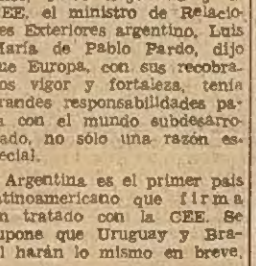 CEE, el ministro de Relacio-
es Exteriores argentino, Luis
María de Pablo Pardo, dijo
ue Europa, con sus recobra-
os vigor y fortaleza, tenía
randes responsabilidades pa-
a con el mundo subdesarro-
ado, no sólo una razón es-
ecial.
Argentina es el primer país
atinoamericano que firma
n tratado con la CEE. Se
upone que Uruguay y Bra-
il harán lo mismo en breve.